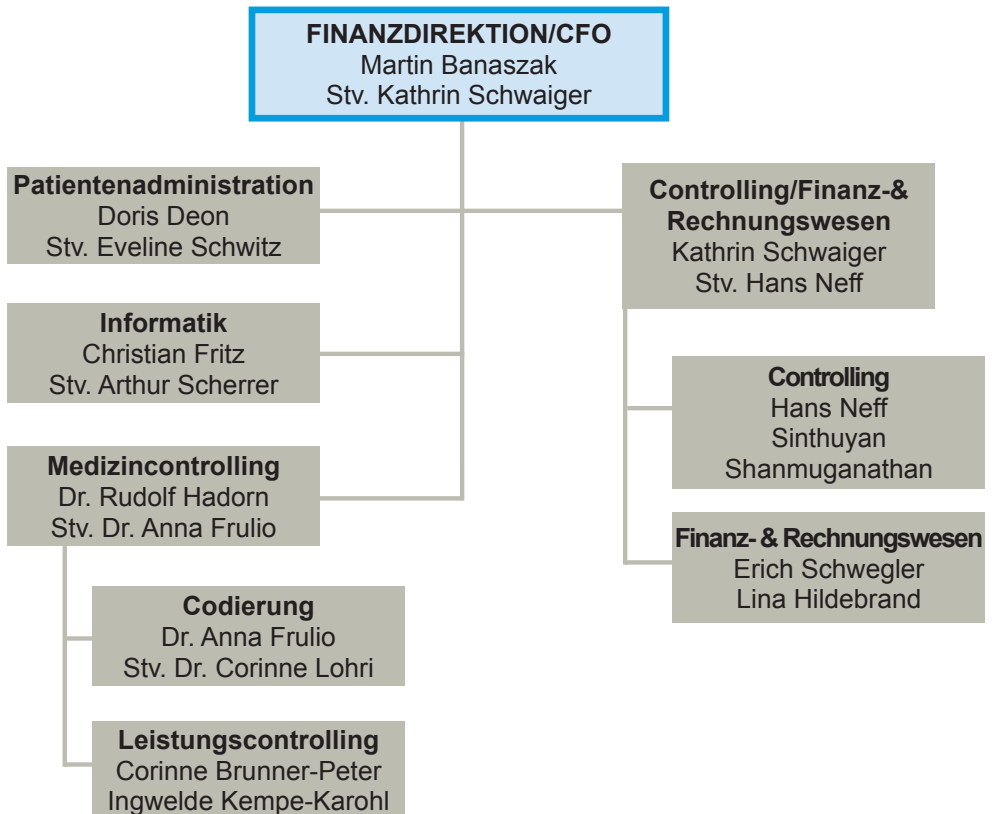 FINANZDIREKTION/CFO
Martin Banaszak
Stv. Kathrin Schwaiger
Patientenadministration
Doris Deon
Stv. Eveline Schwitz
Informatik
Christian Fritz
Stv. Arthur Scherrer
Medizincontrolling
Dr. Rudolf Hadorn
Stv. Dr. Anna Frulio
Codierung
Dr. Anna Frulio
Stv. Dr. Corinne Lohri
Leistungscontrolling
Corinne Brunner-Peter
Ingwelde Kempe-Karohl
Controlling/Finanz-&
Rechnungswesen
Kathrin Schwaiger
Stv. Hans Neff
Controlling
Hans Neff
Sinthuyan
Shanmuganathan
Finanz- & Rechnungswesen
Erich Schwegler
Lina Hildebrand